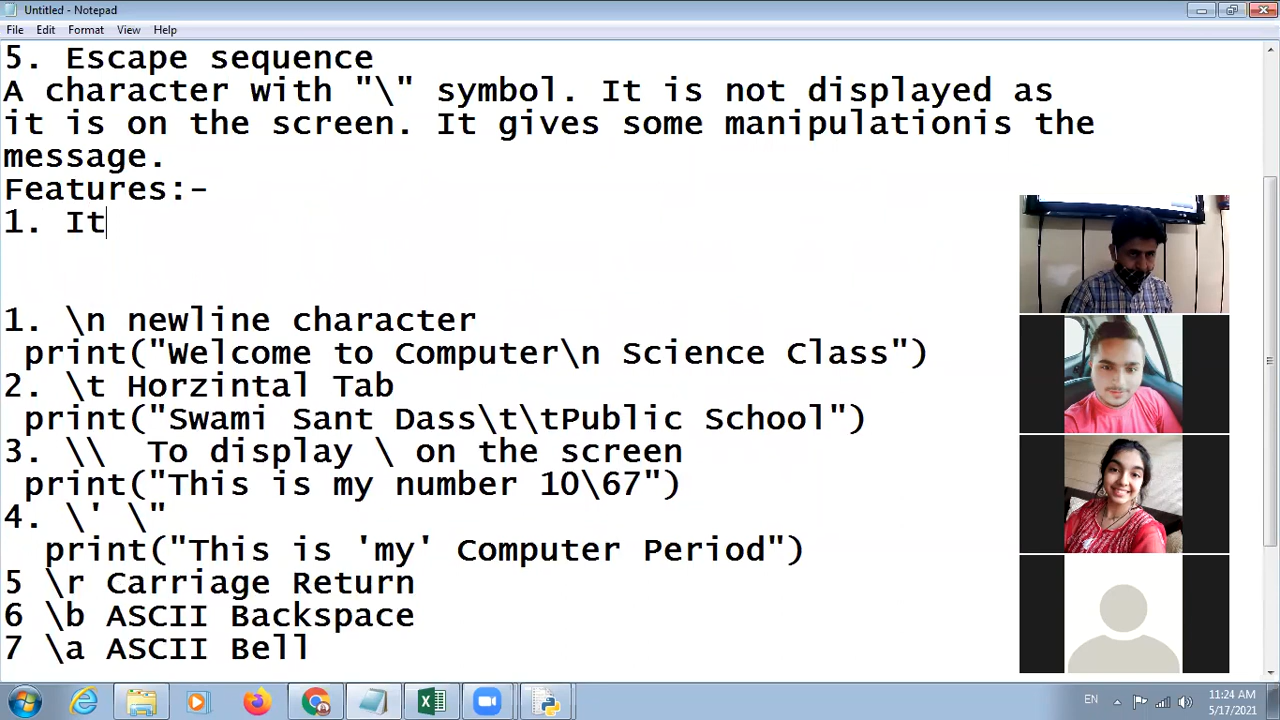 Untitled - Notepad
File Edit Format View Help
5. Escape sequence
A character with "\" symbol. It is not displayed as
it is on the screen. It gives some manipulationis the
message.
Features:-
1. It
1. \n newline character
print("Welcome to Computer\n Science Class")
2. \t Horzintal Tab
print("Swami Sant Dass\t\tPublic School")
3. \\ To display \ on the screen
print("This is my number 10\67")
4. \' \"
print("This is 'my' Computer Period")
5 \r Carriage Return
6 \b ASCII Backspace
7 \a ASCII Bell
EN
11:24 AM
5/17/2021